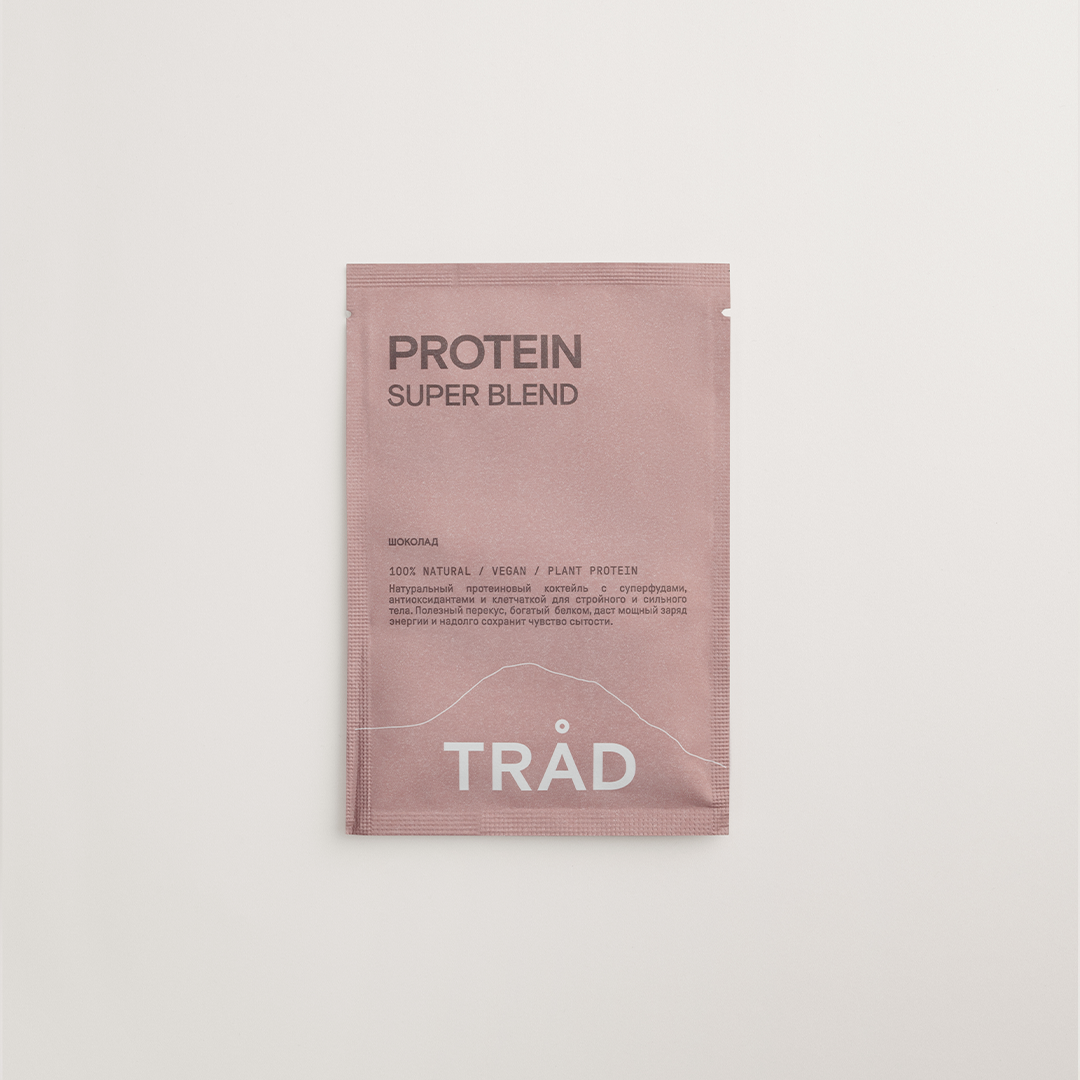 PROTEIN
SUPER BLEND
ШОКОЛАД
100% NATURAL / VEGAN / PLANT PROTEIN
Натуральный протеиновый коктейль с суперфудами,
антиоксидантами и клетчаткой для стройного и сильного
тела. Полезный перекус, богатый белком, даст мощный заряд
энергии и надолго сохранит чувство сытости.
TRÅD